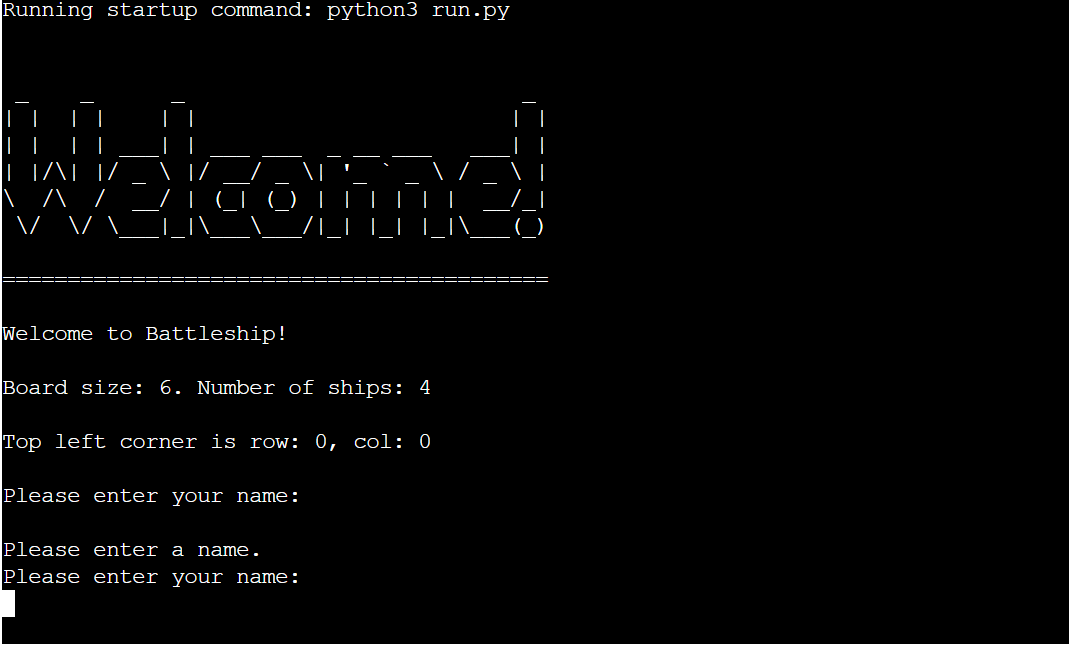 Running startup command: python3 run.py
 _    _      _                          _
| |  | |    | |                        | |
| |  | | ___| | ___ ___  _ __ ___   ___| |
| |/\| |/ _ \ |/ __/ _ \| '_ ` _ \ / _ \ |
\  /\  /  __/ | (_| (_) | | | | | |  __/_|
 \/  \/ \___|_|\___\___/|_| |_| |_|\___(_)
==========================================
Welcome to Battleship!
Board size: 6. Number of ships: 4
Top left corner is row: 0, col: 0
Please enter your name:
Please enter a name.
Please enter your name: